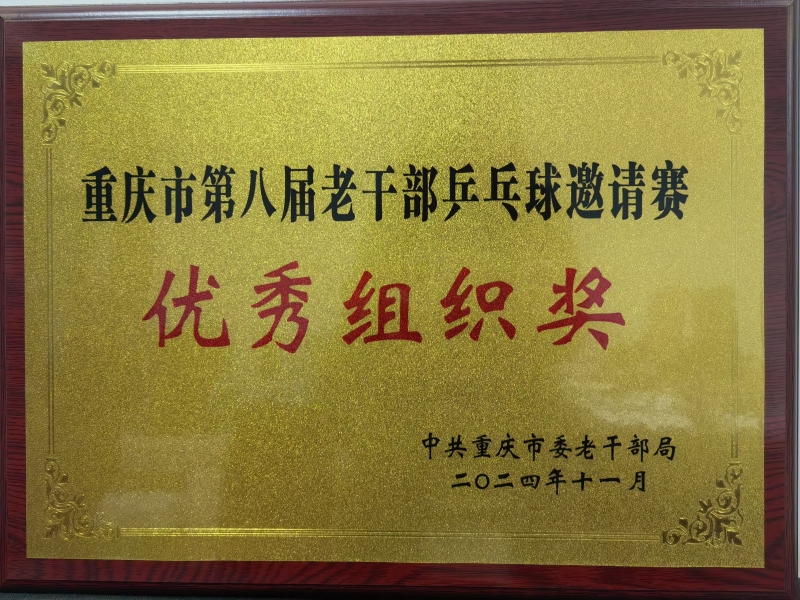 重庆市第八届老干部乒乓球邀请赛
优秀组织奖
中共重庆市委老干部局
二〇二四年十一月